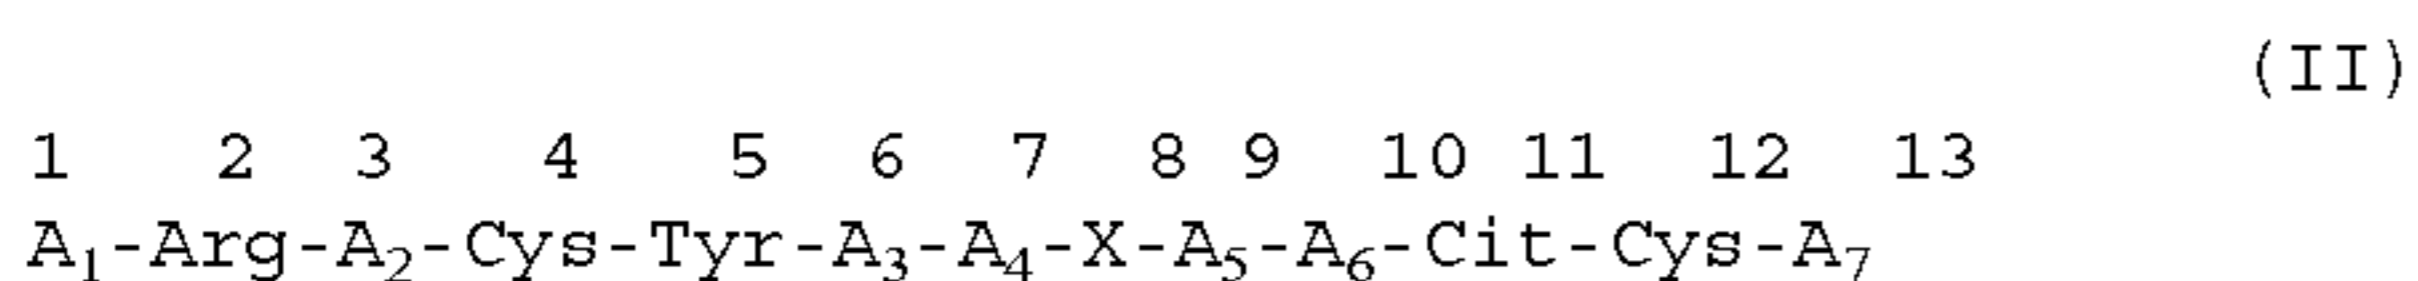 (II)
1 2 3 4 5 6 7 8 9 10 11 12 13
A₁-Arg-A₂-Cys-Tyr-A₃-A₄-X-A₅-A₆-Cit-Cys-A₇